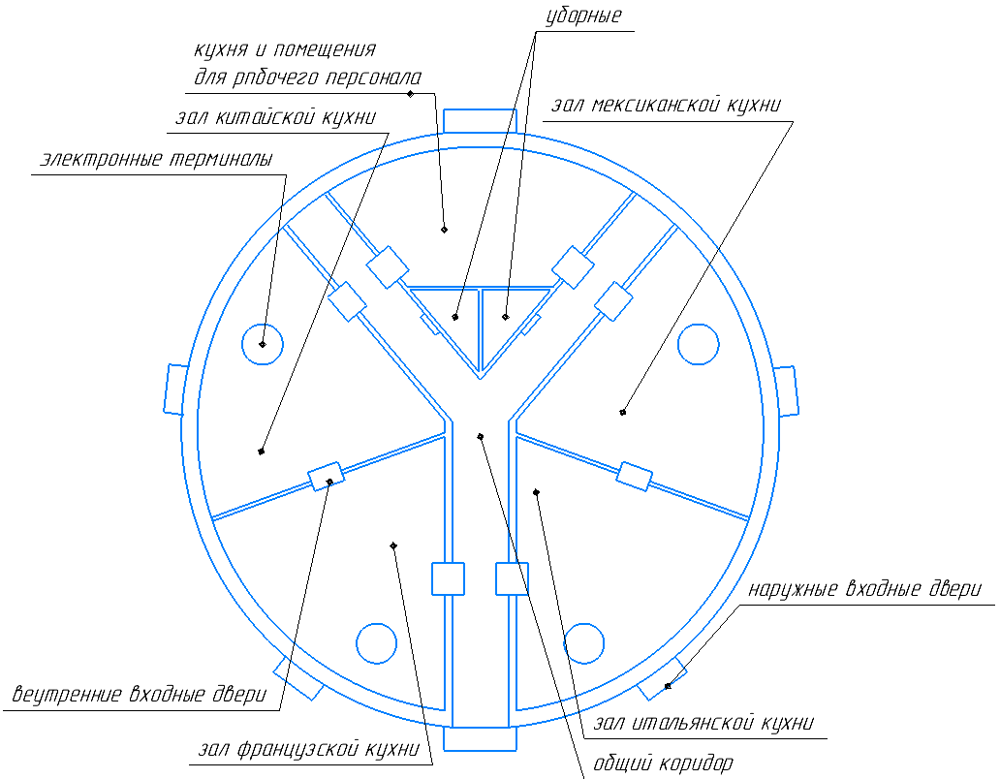 уборные
кухня и помещения
для рпбочего персонала
зал мексиканской кухни
зал китайской кухни
электронные терминалы
наружные входные двери
веутренние входные двери
зал итальянской кухни
зал французской кухни
общий коридор